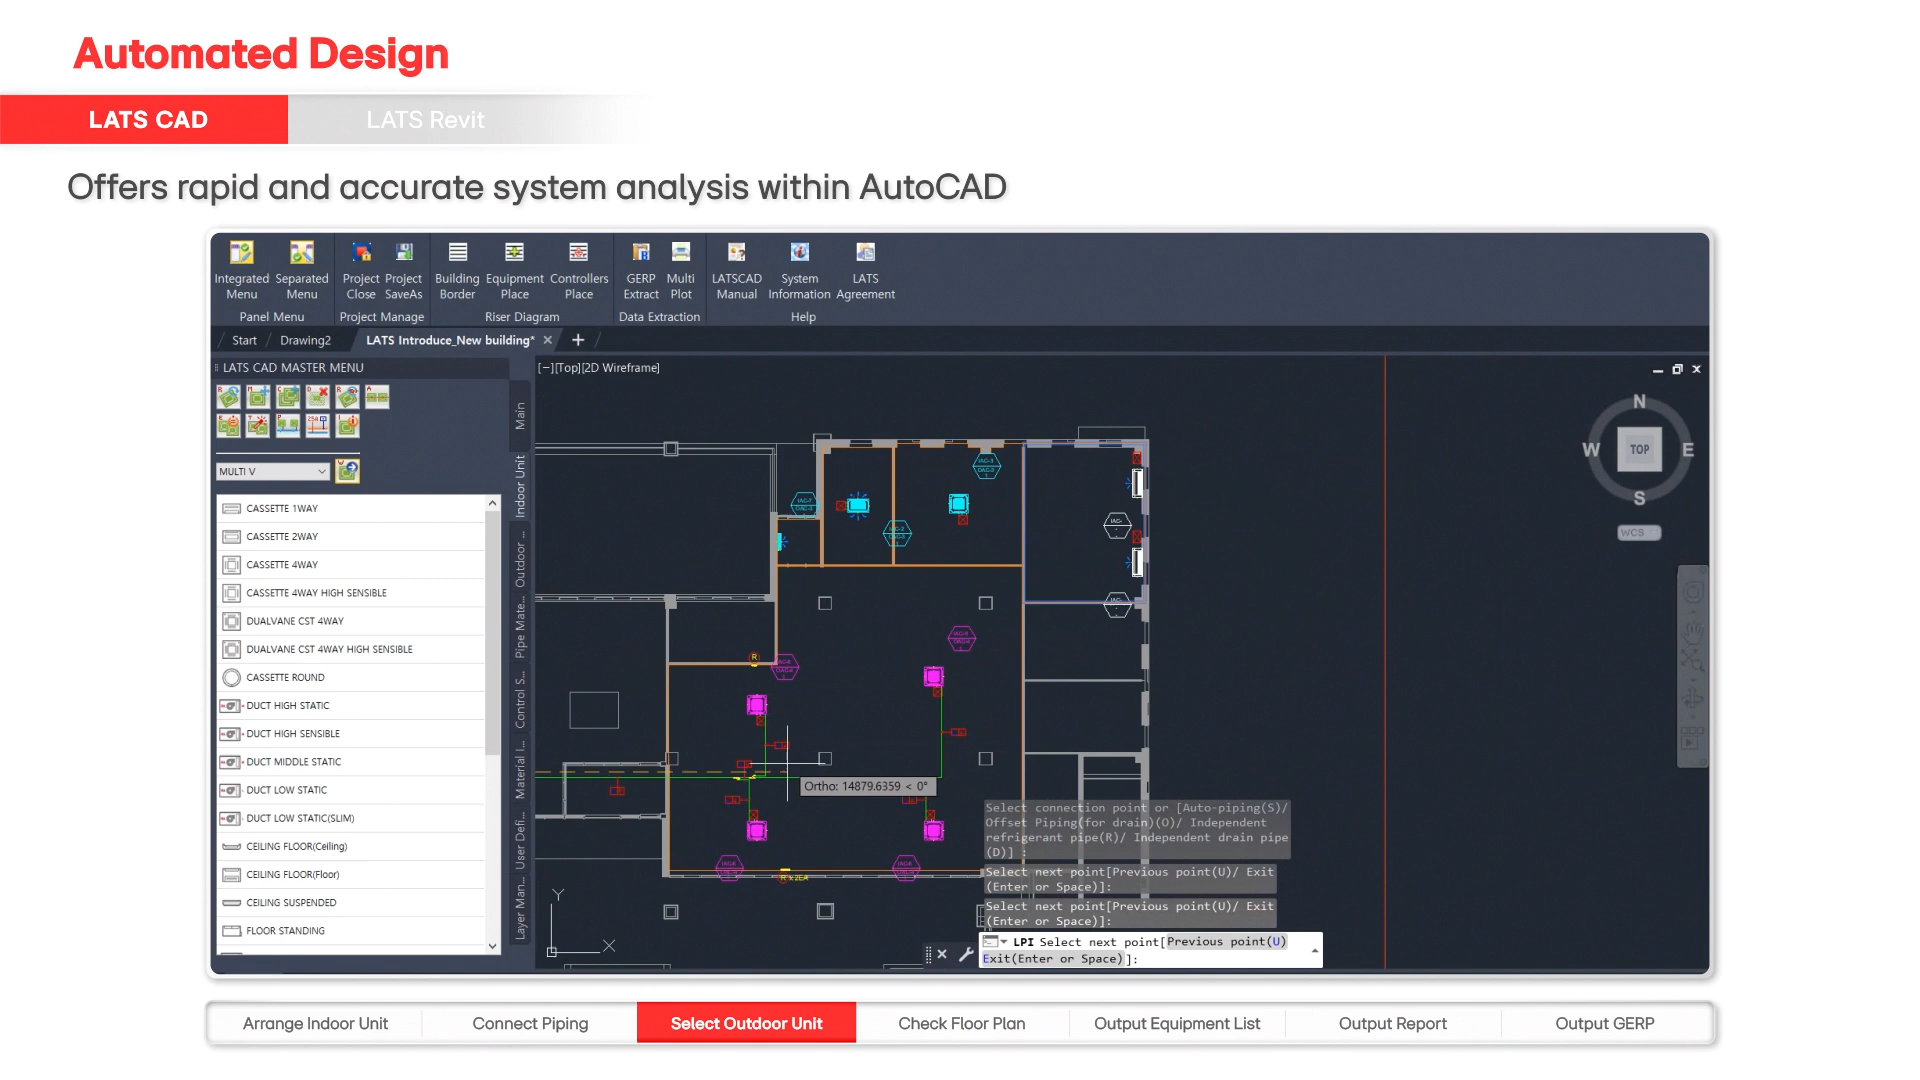 Automated Design
LATS CAD
LATS Revit
Offers rapid and accurate system analysis within AutoCAD
Integrated Menu
Separated Menu
Project Close
Project SaveAs
Building Border
Equipment Place
Controllers Place
GERP Extract
Multi Plot
LATSCAD Manual
System Information
LATS Agreement
Panel Menu
Project Manage
Riser Diagram
Data Extraction
Help
Start
Drawing2
LATS Introduce_New building*
LATS CAD MASTER MENU
[−][Top][2D Wireframe]
MULTI V
CASSETTE 1WAY
CASSETTE 2WAY
CASSETTE 4WAY
CASSETTE 4WAY HIGH SENSIBLE
DUALVANE CST 4WAY
DUALVANE CST 4WAY HIGH SENSIBLE
CASSETTE ROUND
DUCT HIGH STATIC
DUCT HIGH SENSIBLE
DUCT MIDDLE STATIC
DUCT LOW STATIC
DUCT LOW STATIC(SLIM)
CEILING FLOOR(Ceiling)
CEILING FLOOR(Floor)
CEILING SUSPENDED
FLOOR STANDING
Main
Indoor Unit
Outdoor ...
Pipe Mate...
Control S...
Material I...
User Defi...
Layer Man...
N
W
TOP
E
S
WCS
Ortho: 14879.6359 < 0°
Y
X
Select connection point or [Auto-piping(S)/
Offset Piping(for drain)(O)/ Independent
refrigerant pipe(R)/ Independent drain pipe
(D)] :
Select next point[Previous point(U)/ Exit
(Enter or Space)]:
Select next point[Previous point(U)/ Exit
(Enter or Space)]:
LPI Select next point[Previous point(U)
Exit(Enter or Space)]:
Arrange Indoor Unit
Connect Piping
Select Outdoor Unit
Check Floor Plan
Output Equipment List
Output Report
Output GERP